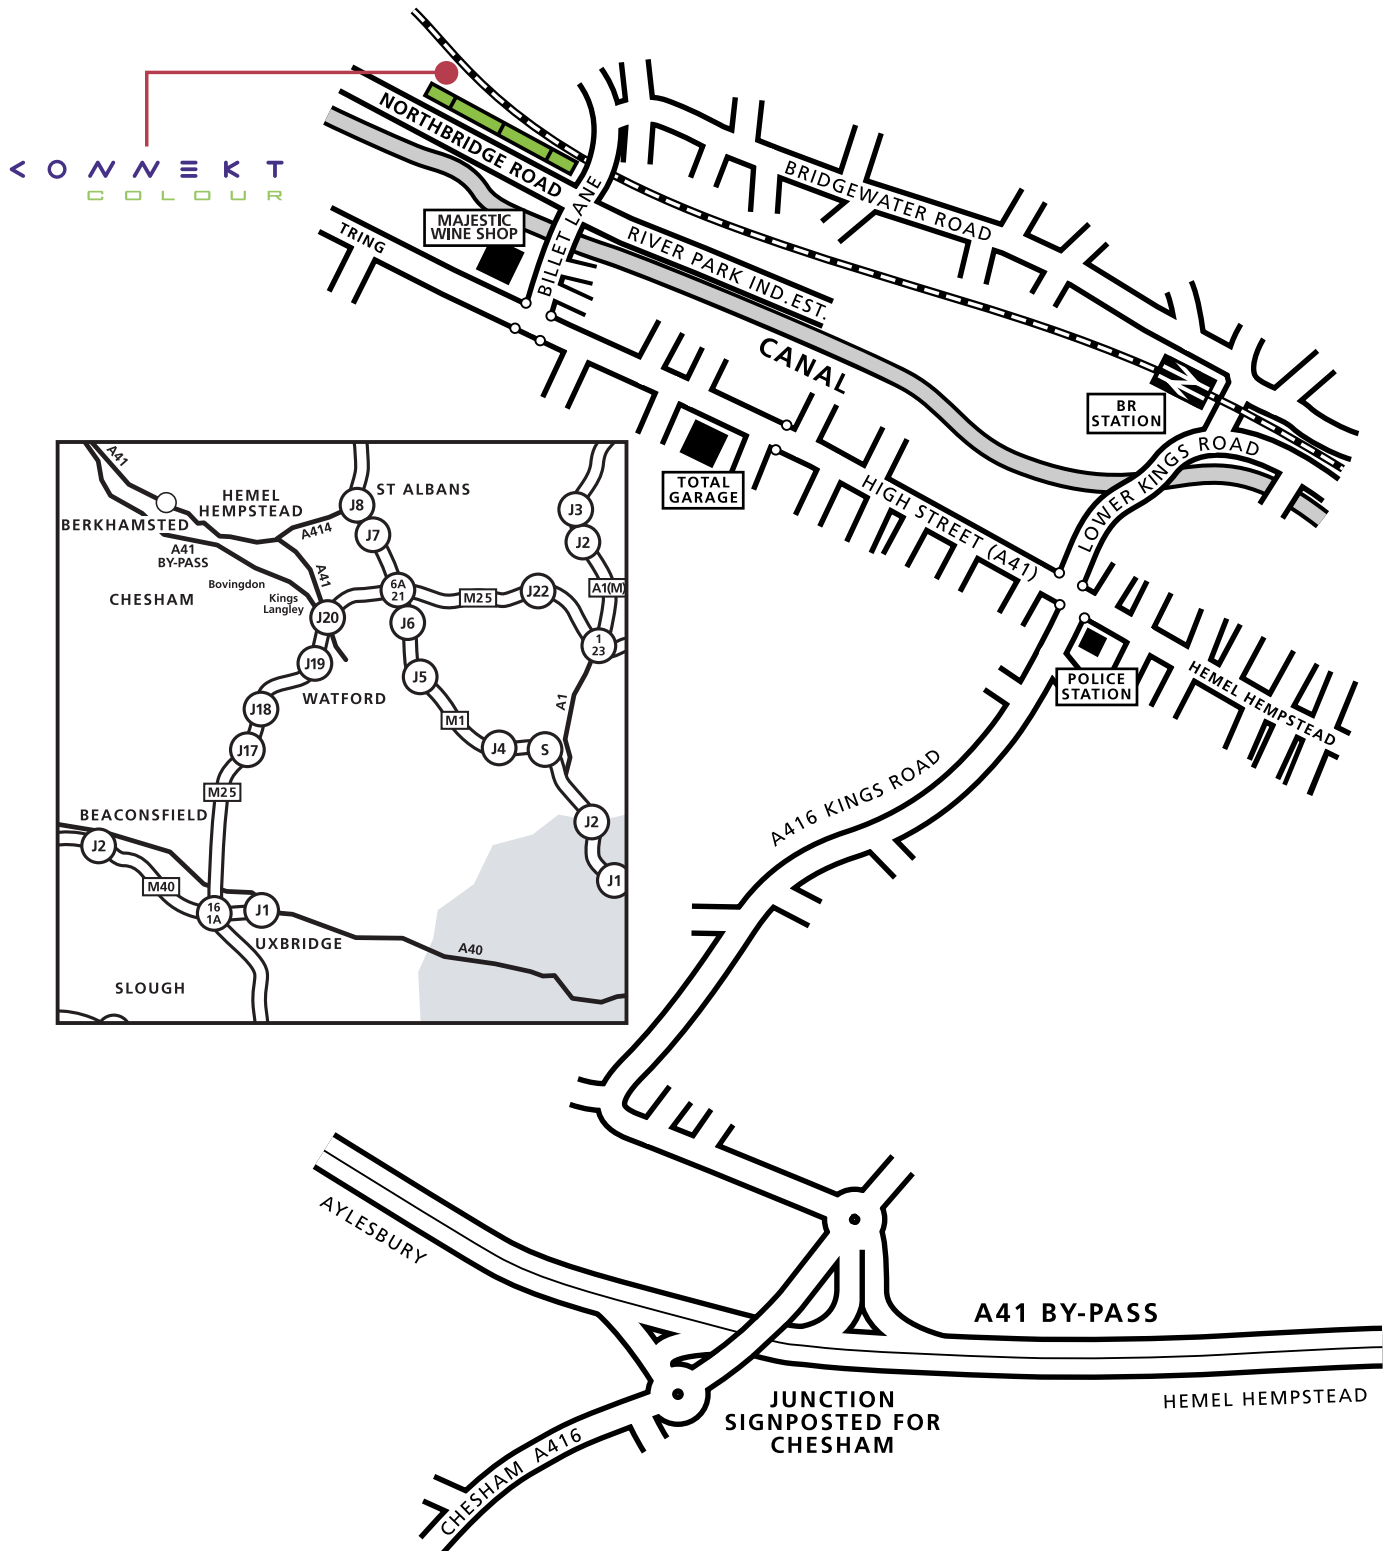 CONNEKT
COLOUR
NORTHBRIDGE ROAD
BRIDGEWATER ROAD
MAJESTIC
WINE SHOP
TRING
BILLET LANE
RIVER PARK IND.EST.
CANAL
BR
STATION
TOTAL
GARAGE
HIGH STREET (A41)
LOWER KINGS ROAD
POLICE
STATION
HEMEL HEMPSTEAD
A416 KINGS ROAD
A41
HEMEL
HEMPSTEAD
ST ALBANS
J8
J3
BERKHAMSTED
A414
J7
J2
A41
BY-PASS
A41
Bovingdon
6A
21
M25
J22
A1(M)
CHESHAM
Kings
Langley
J20
J6
1
23
J19
J5
WATFORD
A1
J18
M1
J17
J4
S
M25
BEACONSFIELD
J2
J2
M40
J1
16
1A
J1
UXBRIDGE
A40
SLOUGH
AYLESBURY
A41 BY-PASS
HEMEL HEMPSTEAD
JUNCTION
SIGNPOSTED FOR
CHESHAM
CHESHAM A416